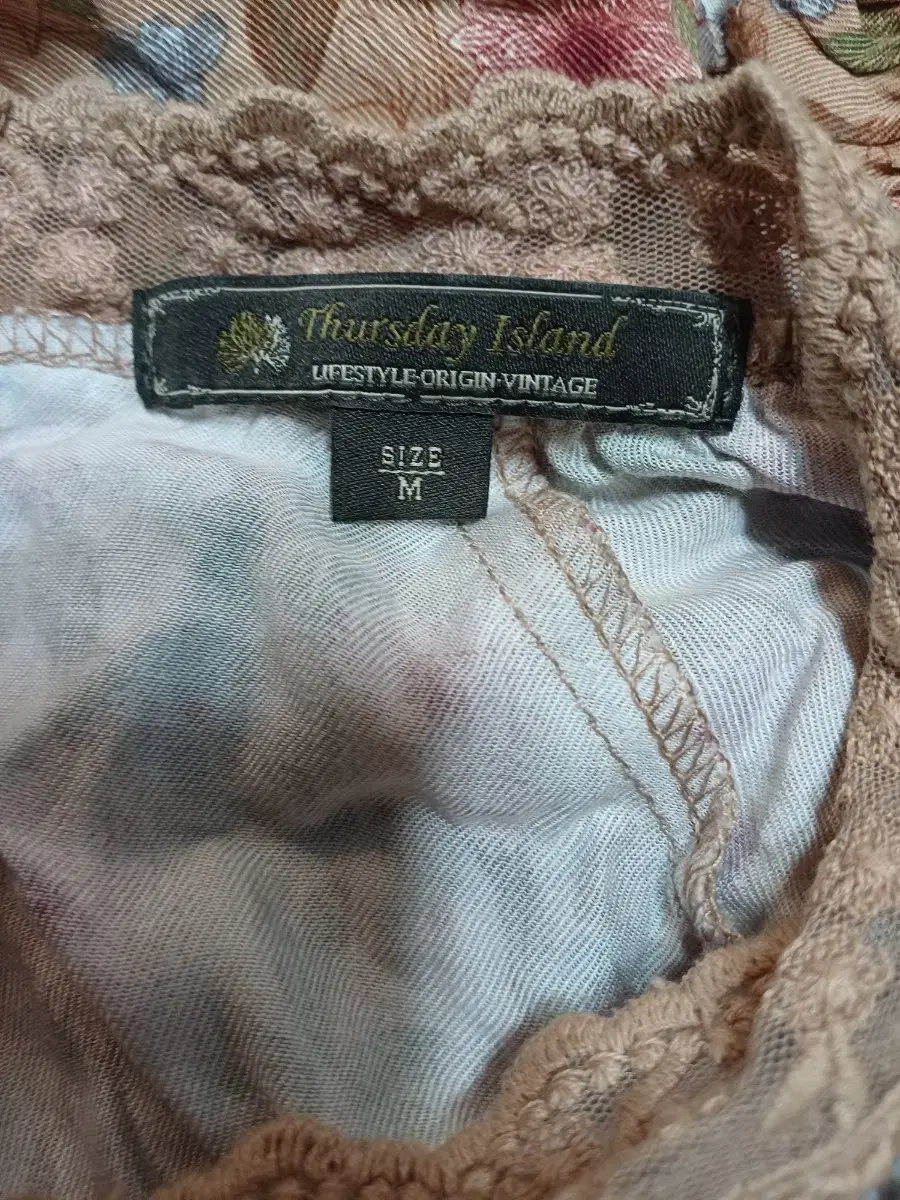 Thursday Island
LIFESTYLE·ORIGIN·VINTAGE
SIZE
M